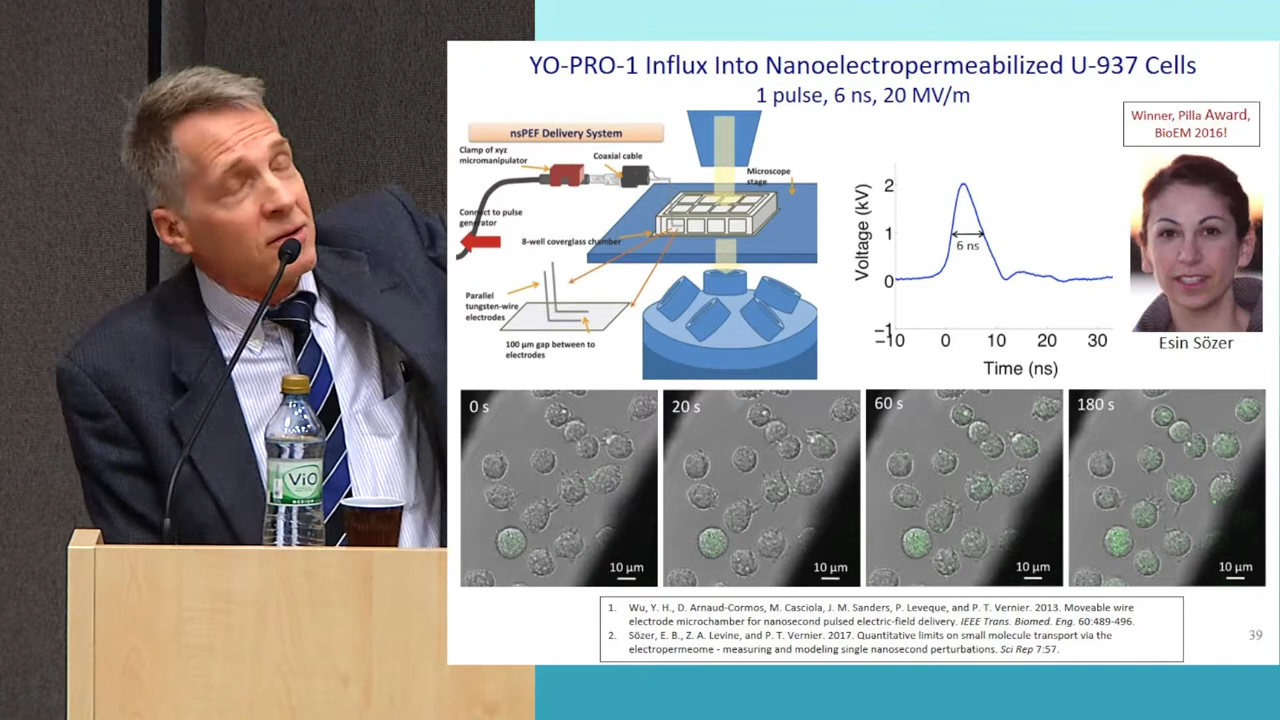 YO-PRO-1 Influx Into Nanoelectropermeabilized U-937 Cells
1 pulse, 6 ns, 20 MV/m
Winner, Pilla Award,
BioEM 2016!
nsPEF Delivery System
Clamp of xyz
micromanipulator
Coaxial cable
Microscope
stage
Connect to pulse
generator
8-well coverglass chamber
Parallel
tungsten-wire
electrodes
100 µm gap between to
electrodes
Voltage (kV)
2
1
0
−1
6 ns
−10 0 10 20 30
Time (ns)
Esin Sözer
0 s
10 µm
20 s
10 µm
60 s
10 µm
180 s
10 µm
1. Wu, Y. H., D. Arnaud-Cormos, M. Casciola, J. M. Sanders, P. Leveque, and P. T. Vernier. 2013. Moveable wire
electrode microchamber for nanosecond pulsed electric-field delivery. IEEE Trans. Biomed. Eng. 60:489-496.
2. Sözer, E. B., Z. A. Levine, and P. T. Vernier. 2017. Quantitative limits on small molecule transport via the
electropermeome - measuring and modeling single nanosecond perturbations. Sci Rep 7:57.
39
ViO
MEDIUM